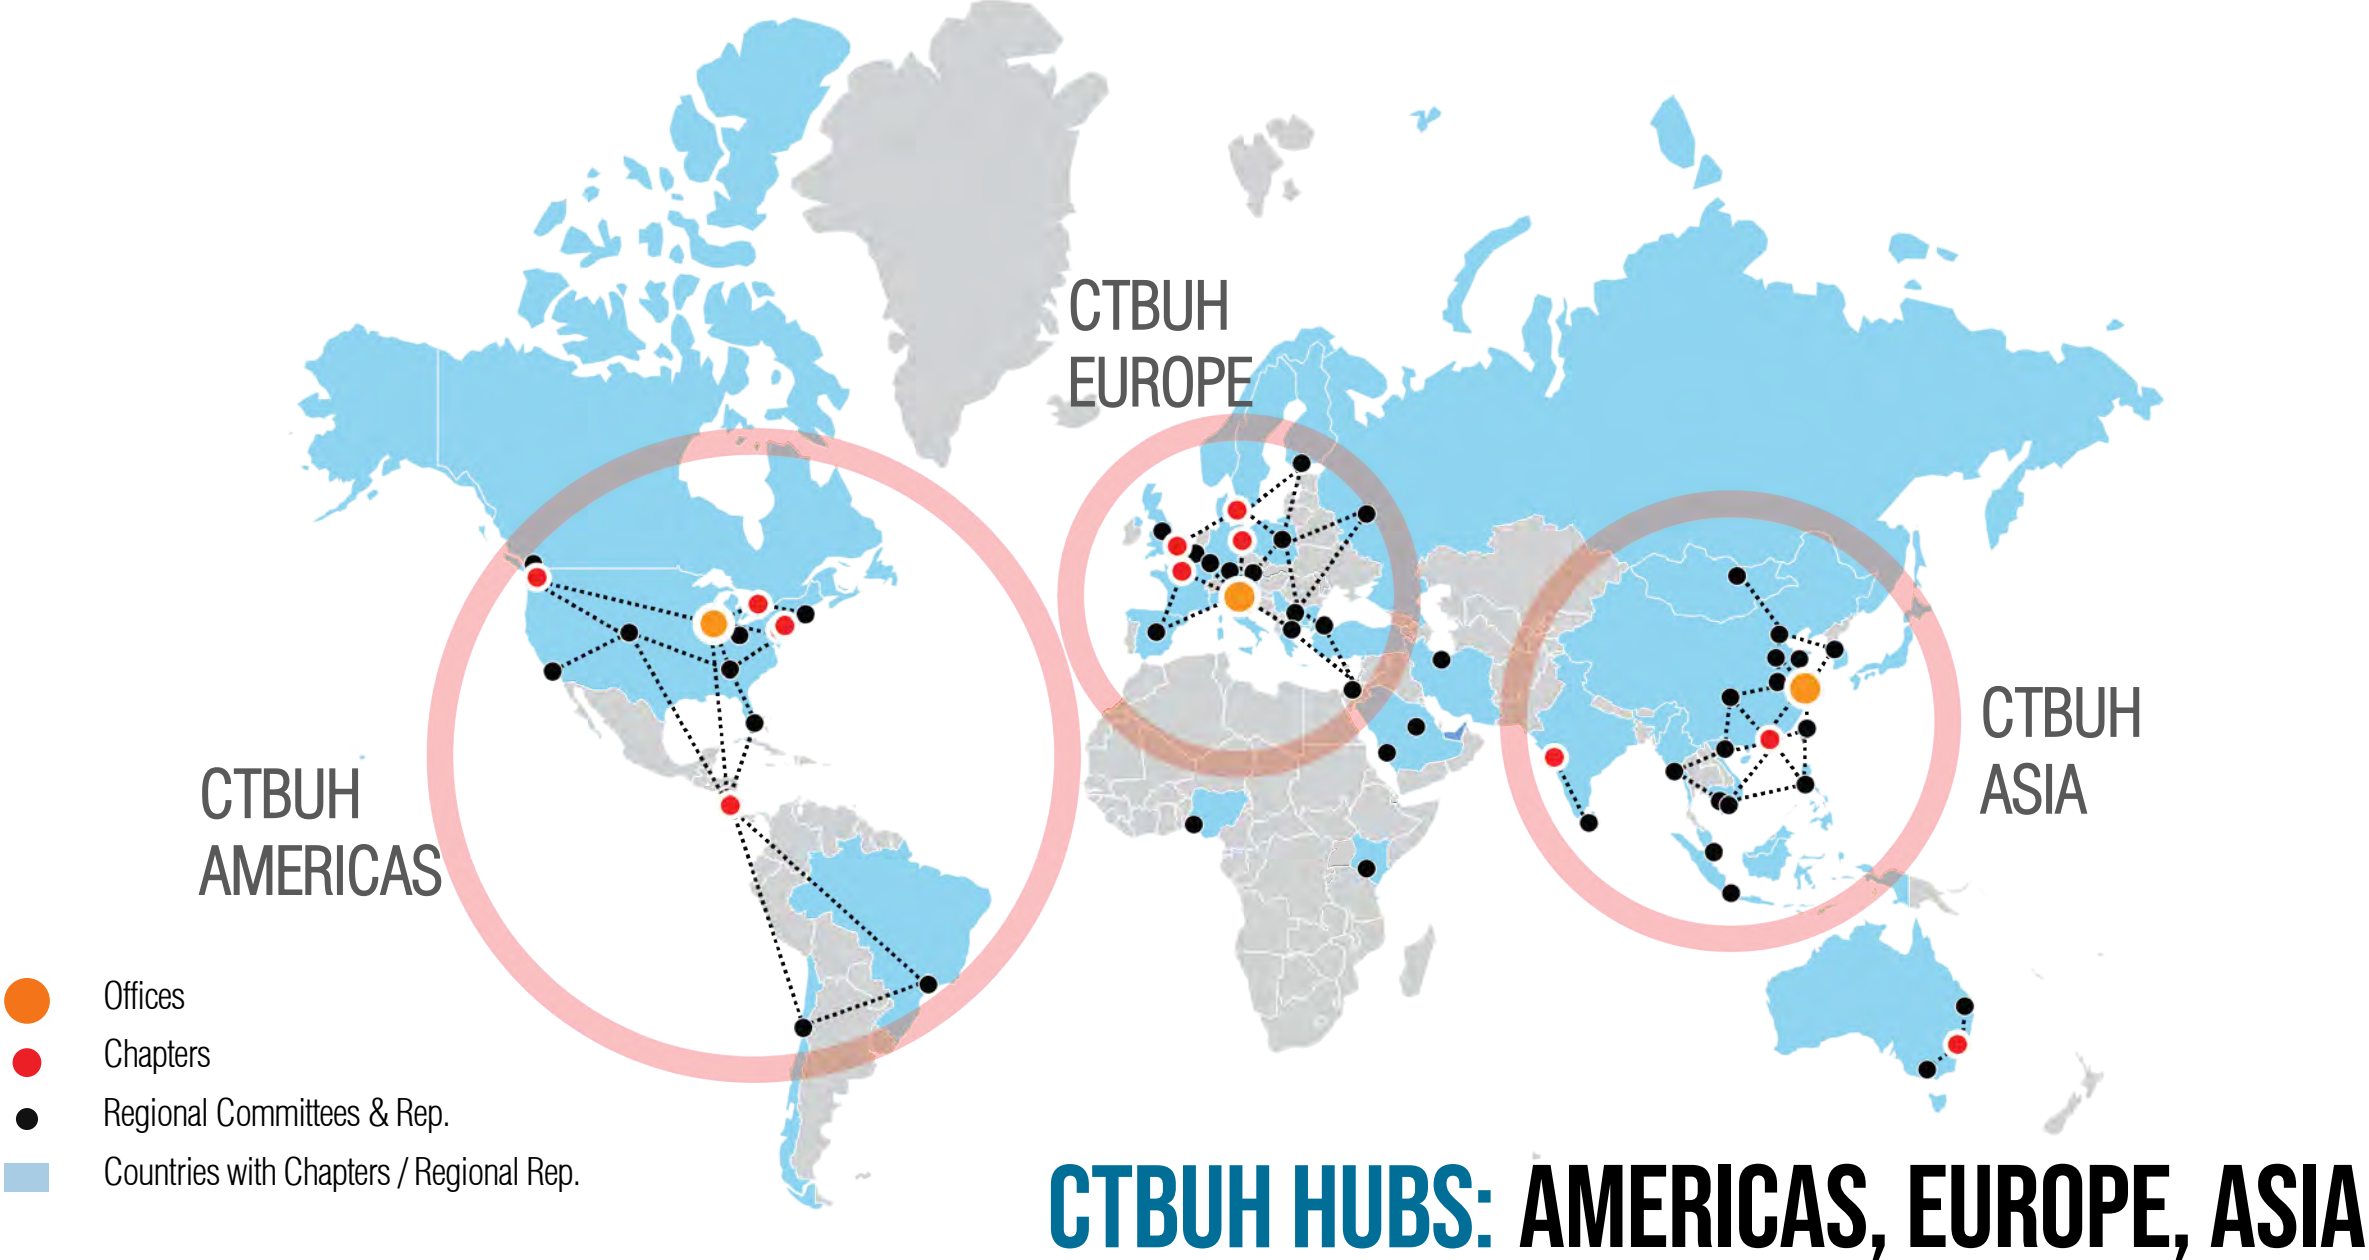 CTBUH
EUROPE
CTBUH
ASIA
CTBUH
AMERICAS
Offices
Chapters
Regional Committees & Rep.
Countries with Chapters / Regional Rep.
CTBUH HUBS: AMERICAS, EUROPE, ASIA